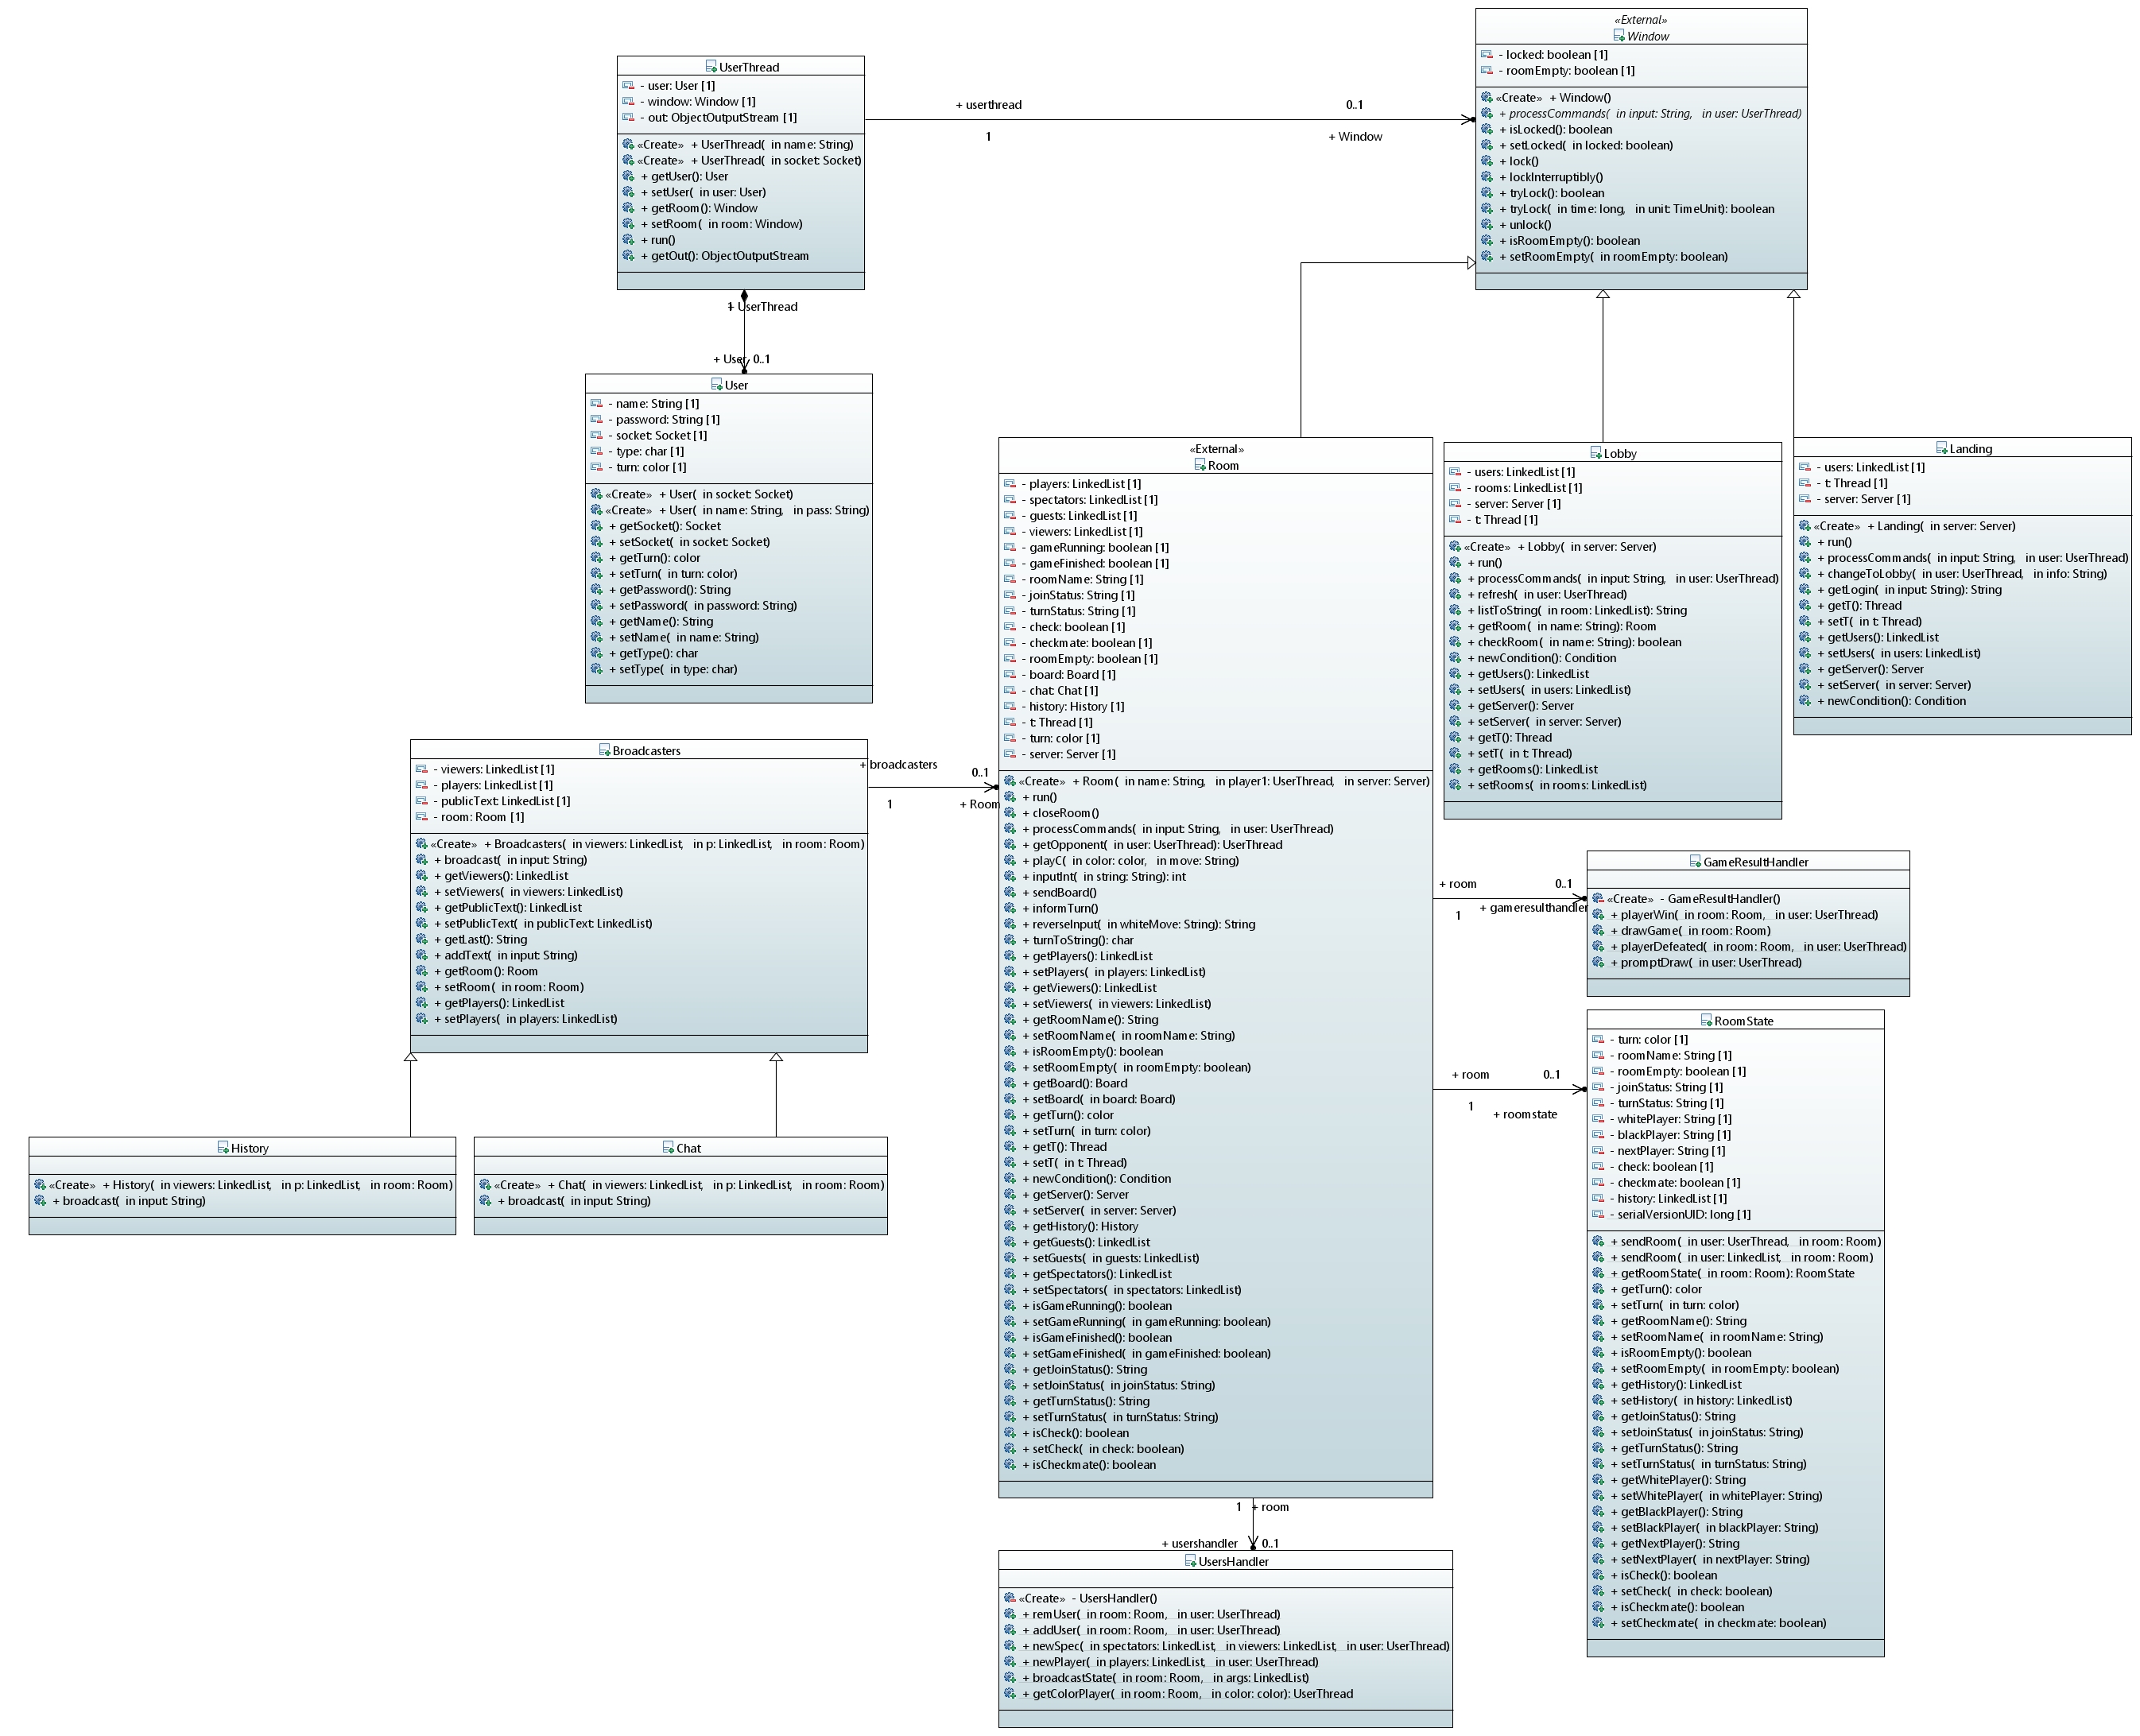 «External»
Window
- locked: boolean [1]
- roomEmpty: boolean [1]
«Create» + Window()
+ processCommands( in input: String, in user: UserThread)
+ isLocked(): boolean
+ setLocked( in locked: boolean)
+ lock()
+ lockInterruptibly()
+ tryLock(): boolean
+ tryLock( in time: long, in unit: TimeUnit): boolean
+ unlock()
+ isRoomEmpty(): boolean
+ setRoomEmpty( in roomEmpty: boolean)
UserThread
- user: User [1]
- window: Window [1]
- out: ObjectOutputStream [1]
«Create» + UserThread( in name: String)
«Create» + UserThread( in socket: Socket)
+ getUser(): User
+ setUser( in user: User)
+ getRoom(): Window
+ setRoom( in room: Window)
+ run()
+ getOut(): ObjectOutputStream
+ userthread
0..1
1
+ Window
1
+ UserThread
+ User
0..1
User
- name: String [1]
- password: String [1]
- socket: Socket [1]
- type: char [1]
- turn: color [1]
«Create» + User( in socket: Socket)
«Create» + User( in name: String, in pass: String)
+ getSocket(): Socket
+ setSocket( in socket: Socket)
+ getTurn(): color
+ setTurn( in turn: color)
+ getPassword(): String
+ setPassword( in password: String)
+ getName(): String
+ setName( in name: String)
+ getType(): char
+ setType( in type: char)
«External»
Room
- players: LinkedList [1]
- spectators: LinkedList [1]
- guests: LinkedList [1]
- viewers: LinkedList [1]
- gameRunning: boolean [1]
- gameFinished: boolean [1]
- roomName: String [1]
- joinStatus: String [1]
- turnStatus: String [1]
- check: boolean [1]
- checkmate: boolean [1]
- roomEmpty: boolean [1]
- board: Board [1]
- chat: Chat [1]
- history: History [1]
- t: Thread [1]
- turn: color [1]
- server: Server [1]
«Create» + Room( in name: String, in player1: UserThread, in server: Server)
+ run()
+ closeRoom()
+ processCommands( in input: String, in user: UserThread)
+ getOpponent( in user: UserThread): UserThread
+ playC( in color: color, in move: String)
+ inputInt( in string: String): int
+ sendBoard()
+ informTurn()
+ reverseInput( in whiteMove: String): String
+ turnToString(): char
+ getPlayers(): LinkedList
+ setPlayers( in players: LinkedList)
+ getViewers(): LinkedList
+ setViewers( in viewers: LinkedList)
+ getRoomName(): String
+ setRoomName( in roomName: String)
+ isRoomEmpty(): boolean
+ setRoomEmpty( in roomEmpty: boolean)
+ getBoard(): Board
+ setBoard( in board: Board)
+ getTurn(): color
+ setTurn( in turn: color)
+ getT(): Thread
+ setT( in t: Thread)
+ newCondition(): Condition
+ getServer(): Server
+ setServer( in server: Server)
+ getHistory(): History
+ getGuests(): LinkedList
+ setGuests( in guests: LinkedList)
+ getSpectators(): LinkedList
+ setSpectators( in spectators: LinkedList)
+ isGameRunning(): boolean
+ setGameRunning( in gameRunning: boolean)
+ isGameFinished(): boolean
+ setGameFinished( in gameFinished: boolean)
+ getJoinStatus(): String
+ setJoinStatus( in joinStatus: String)
+ getTurnStatus(): String
+ setTurnStatus( in turnStatus: String)
+ isCheck(): boolean
+ setCheck( in check: boolean)
+ isCheckmate(): boolean
Lobby
- users: LinkedList [1]
- rooms: LinkedList [1]
- server: Server [1]
- t: Thread [1]
«Create» + Lobby( in server: Server)
+ run()
+ processCommands( in input: String, in user: UserThread)
+ refresh( in user: UserThread)
+ listToString( in room: LinkedList): String
+ getRoom( in name: String): Room
+ checkRoom( in name: String): boolean
+ newCondition(): Condition
+ getUsers(): LinkedList
+ setUsers( in users: LinkedList)
+ getServer(): Server
+ setServer( in server: Server)
+ getT(): Thread
+ setT( in t: Thread)
+ getRooms(): LinkedList
+ setRooms( in rooms: LinkedList)
Landing
- users: LinkedList [1]
- t: Thread [1]
- server: Server [1]
«Create» + Landing( in server: Server)
+ run()
+ processCommands( in input: String, in user: UserThread)
+ changeToLobby( in user: UserThread, in info: String)
+ getLogin( in input: String): String
+ getT(): Thread
+ setT( in t: Thread)
+ getUsers(): LinkedList
+ setUsers( in users: LinkedList)
+ getServer(): Server
+ setServer( in server: Server)
+ newCondition(): Condition
Broadcasters
- viewers: LinkedList [1]
- players: LinkedList [1]
- publicText: LinkedList [1]
- room: Room [1]
«Create» + Broadcasters( in viewers: LinkedList, in p: LinkedList, in room: Room)
+ broadcast( in input: String)
+ getViewers(): LinkedList
+ setViewers( in viewers: LinkedList)
+ getPublicText(): LinkedList
+ setPublicText( in publicText: LinkedList)
+ getLast(): String
+ addText( in input: String)
+ getRoom(): Room
+ setRoom( in room: Room)
+ getPlayers(): LinkedList
+ setPlayers( in players: LinkedList)
+ broadcasters
0..1
1
+ Room
History
«Create» + History( in viewers: LinkedList, in p: LinkedList, in room: Room)
+ broadcast( in input: String)
Chat
«Create» + Chat( in viewers: LinkedList, in p: LinkedList, in room: Room)
+ broadcast( in input: String)
+ room
0..1
1
+ gameresulthandler
GameResultHandler
«Create» - GameResultHandler()
+ playerWin( in room: Room, in user: UserThread)
+ drawGame( in room: Room)
+ playerDefeated( in room: Room, in user: UserThread)
+ promptDraw( in user: UserThread)
+ room
0..1
1
+ roomstate
RoomState
- turn: color [1]
- roomName: String [1]
- roomEmpty: boolean [1]
- joinStatus: String [1]
- turnStatus: String [1]
- whitePlayer: String [1]
- blackPlayer: String [1]
- nextPlayer: String [1]
- check: boolean [1]
- checkmate: boolean [1]
- history: LinkedList [1]
- serialVersionUID: long [1]
+ sendRoom( in user: UserThread, in room: Room)
+ sendRoom( in user: LinkedList, in room: Room)
+ getRoomState( in room: Room): RoomState
+ getTurn(): color
+ setTurn( in turn: color)
+ getRoomName(): String
+ setRoomName( in roomName: String)
+ isRoomEmpty(): boolean
+ setRoomEmpty( in roomEmpty: boolean)
+ getHistory(): LinkedList
+ setHistory( in history: LinkedList)
+ getJoinStatus(): String
+ setJoinStatus( in joinStatus: String)
+ getTurnStatus(): String
+ setTurnStatus( in turnStatus: String)
+ getWhitePlayer(): String
+ setWhitePlayer( in whitePlayer: String)
+ getBlackPlayer(): String
+ setBlackPlayer( in blackPlayer: String)
+ getNextPlayer(): String
+ setNextPlayer( in nextPlayer: String)
+ isCheck(): boolean
+ setCheck( in check: boolean)
+ isCheckmate(): boolean
+ setCheckmate( in checkmate: boolean)
1
+ room
+ usershandler
0..1
UsersHandler
«Create» - UsersHandler()
+ remUser( in room: Room, in user: UserThread)
+ addUser( in room: Room, in user: UserThread)
+ newSpec( in spectators: LinkedList, in viewers: LinkedList, in user: UserThread)
+ newPlayer( in players: LinkedList, in user: UserThread)
+ broadcastState( in room: Room, in args: LinkedList)
+ getColorPlayer( in room: Room, in color: color): UserThread